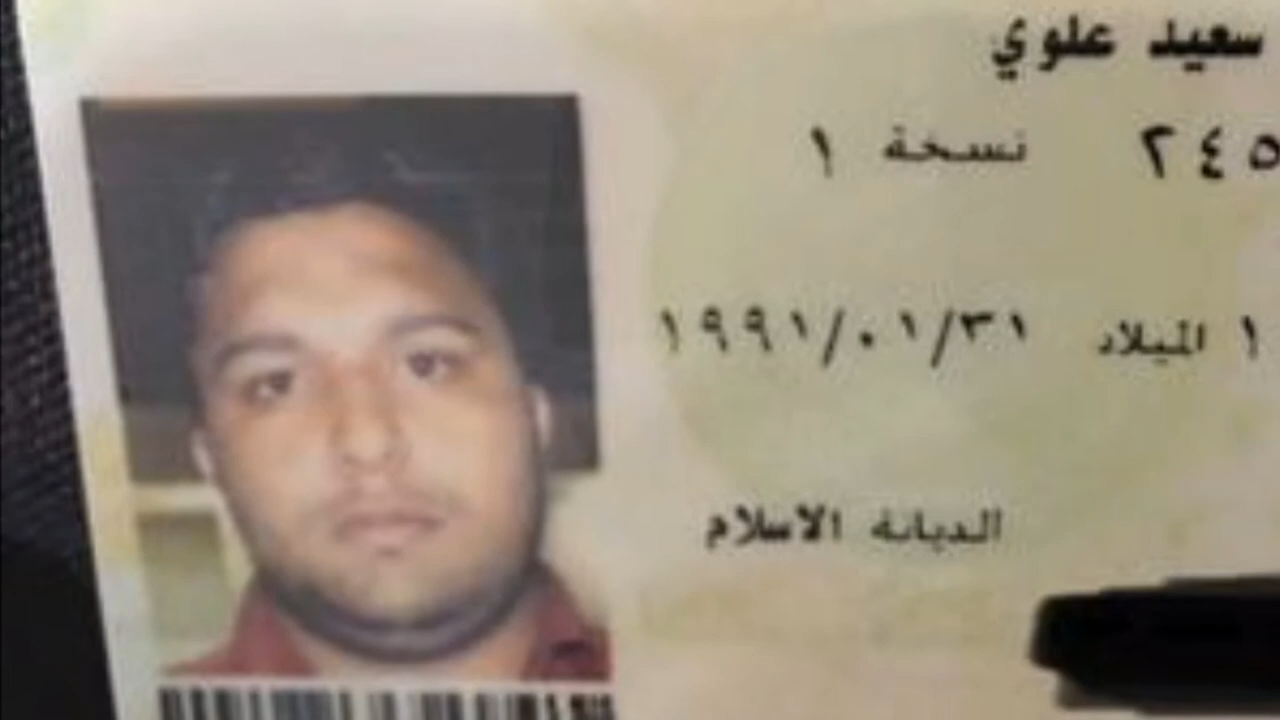 سعيد علوي
٢٤٥ نسخة ١
١ الميلاد ١٩٩١/٠١/٣١
الديانة الاسلام